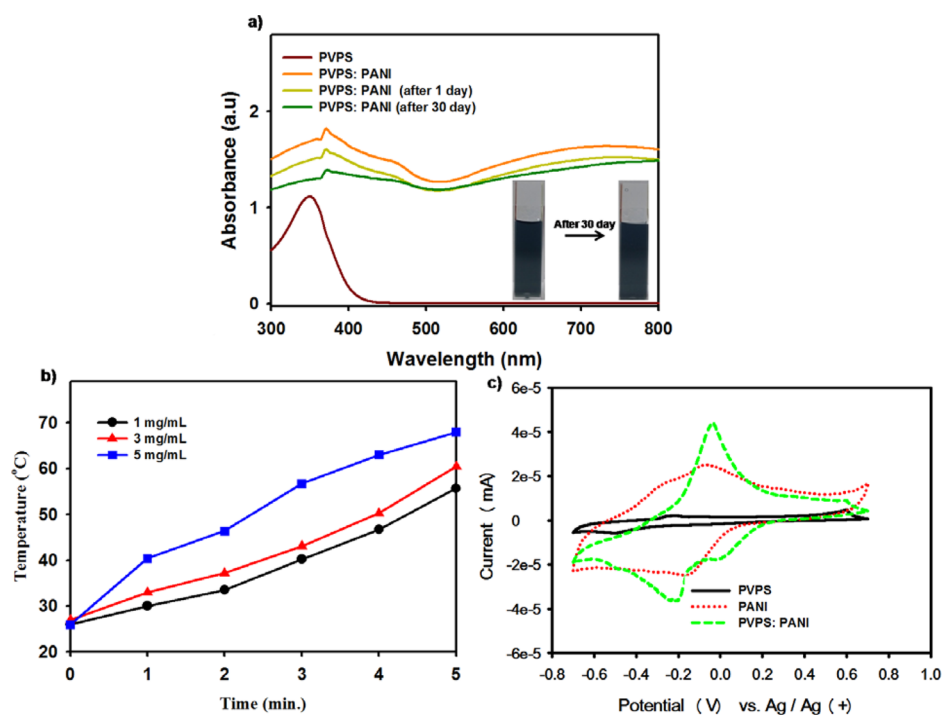 a)
PVPS
PVPS: PANI
PVPS: PANI (after 1 day)
PVPS: PANI (after 30 day)
Absorbance (a.u)
2
1
0
After 30 day
300 400 500 600 700 800
Wavelength (nm)
b)
1 mg/mL
3 mg/mL
5 mg/mL
Temperature (°C)
70
60
50
40
30
20
0 1 2 3 4 5
Time (min.)
c)
6e-5
4e-5
2e-5
0
-2e-5
-4e-5
-6e-5
Current (mA)
PVPS
PANI
PVPS: PANI
-0.8 -0.6 -0.4 -0.2 0.0 0.2 0.4 0.6 0.8 1.0
Potential (V) vs. Ag / Ag (+)